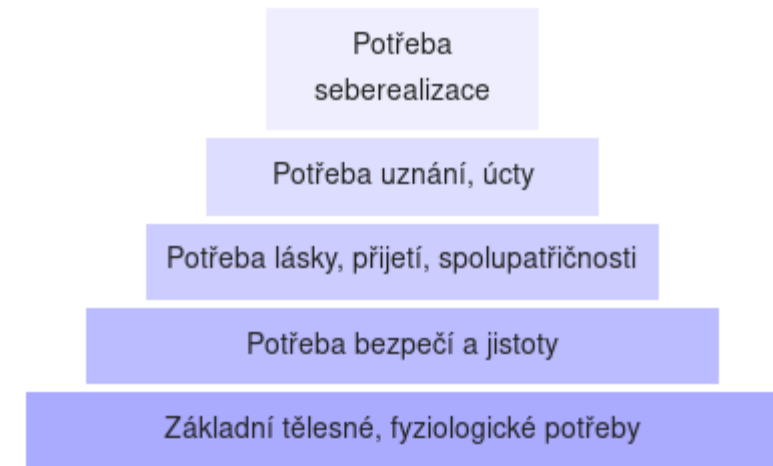 Potřeba
seberealizace
Potřeba uznání, úcty
Potřeba lásky, přijetí, spolupatřičnosti
Potřeba bezpečí a jistoty
Základní tělesné, fyziologické potřeby